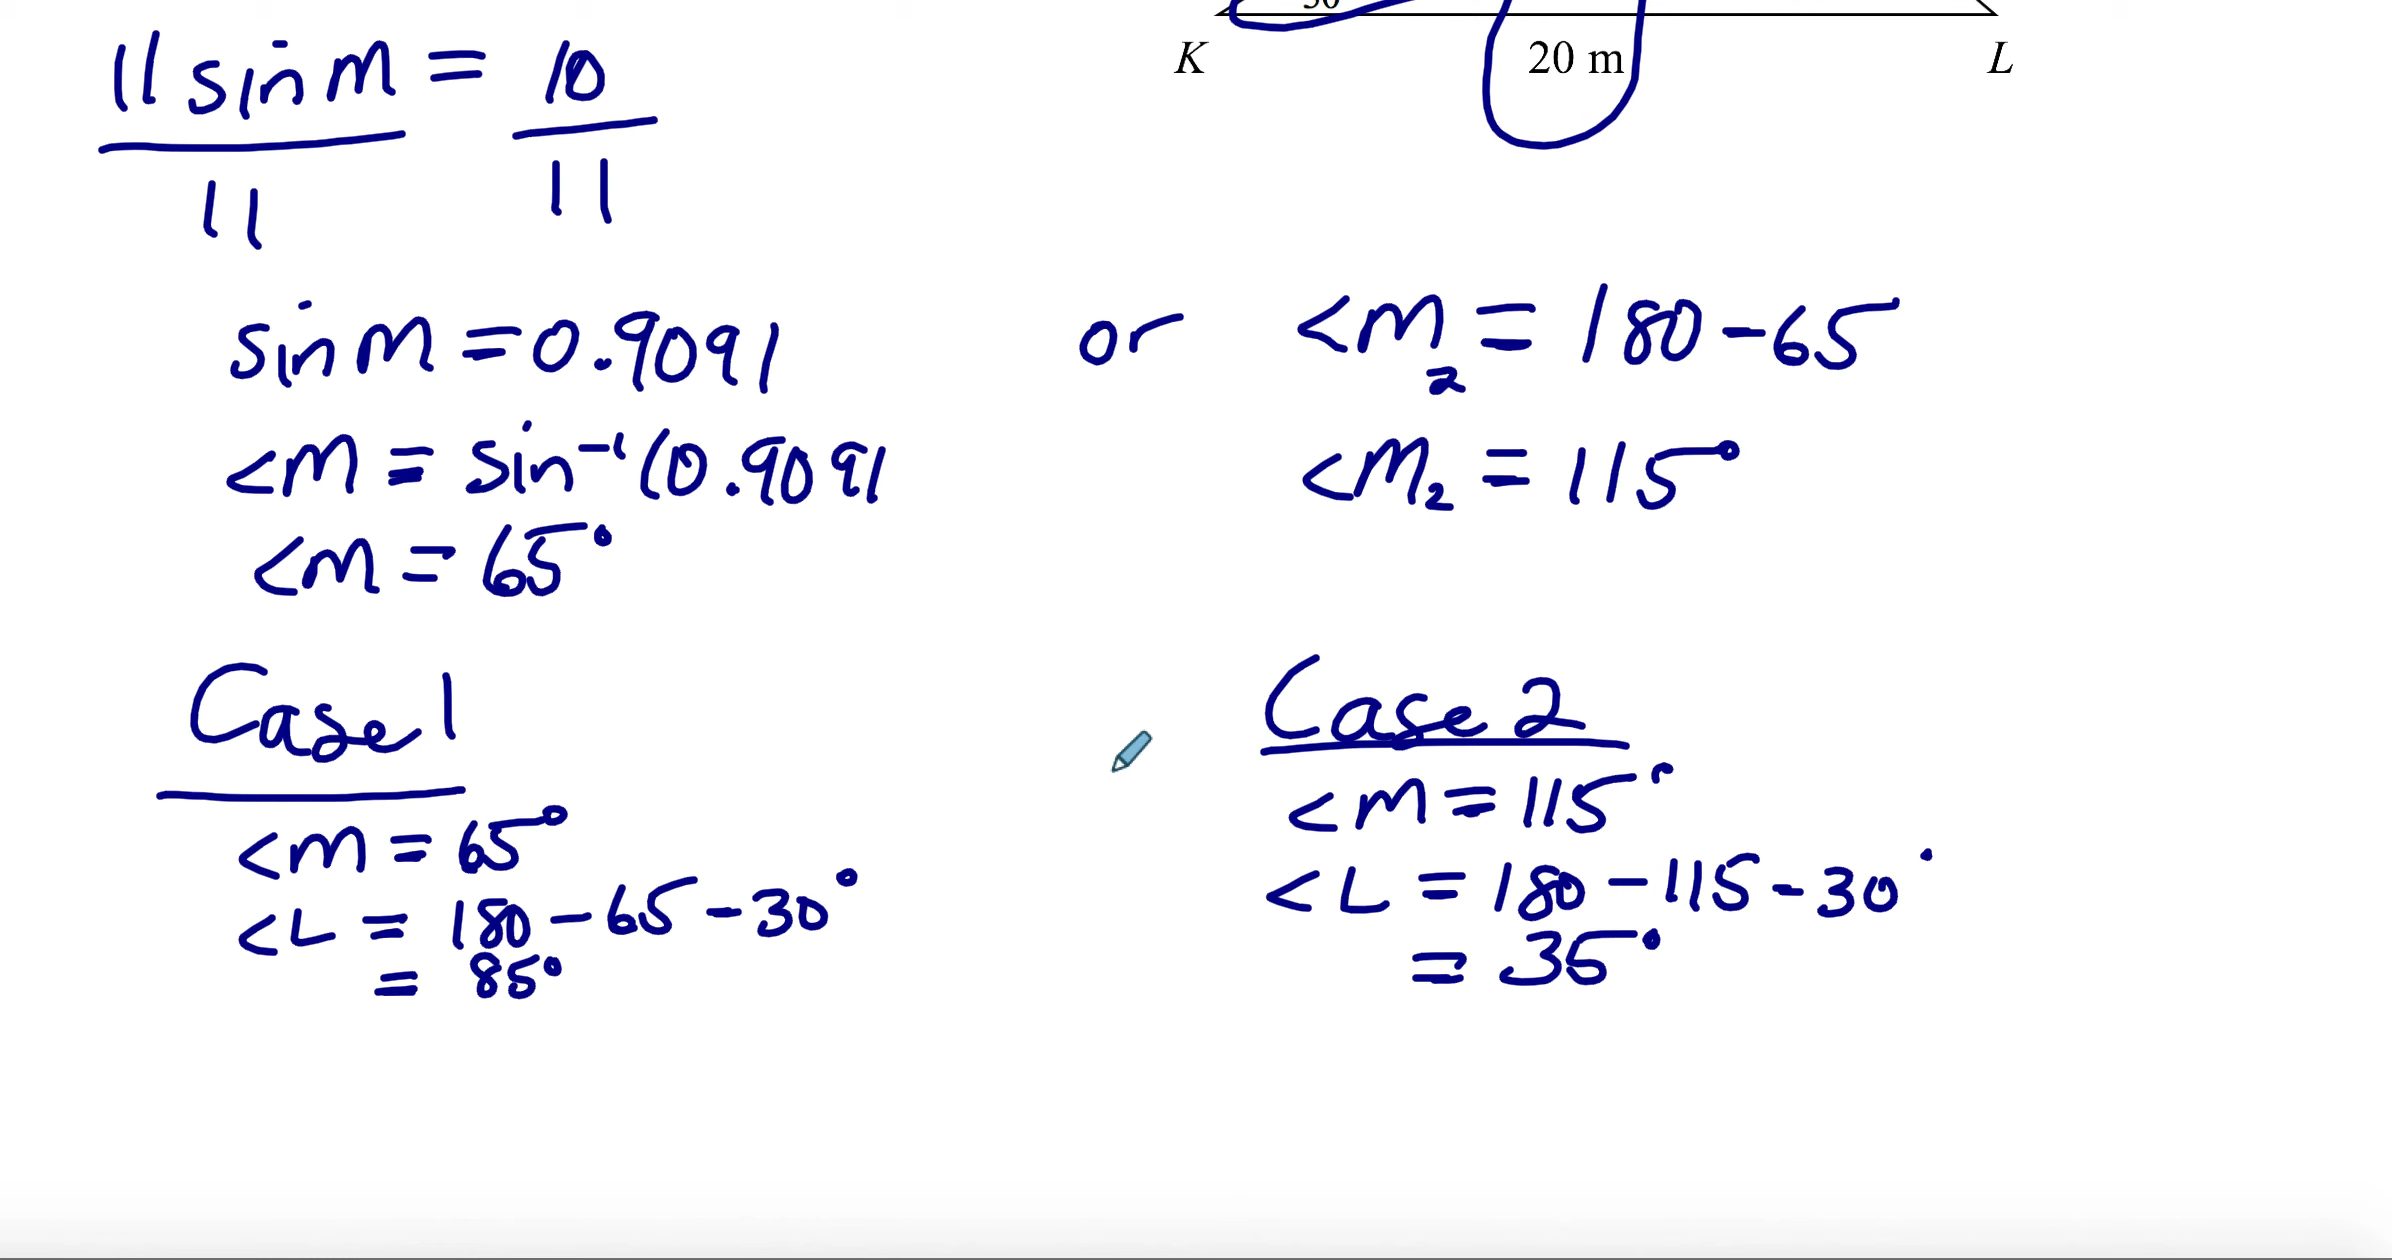 30
K 20 m L
11 sin M = 10
11 11
sin M = 0.9091 or <M₂ = 180 - 65
<M = sin⁻¹(0.9091 <M₂ = 115°
<M = 65°
Case 1 Case 2
<M = 65° <M = 115°
<L = 180 - 65 - 30° <L = 180 - 115 - 30°
= 85° = 35°